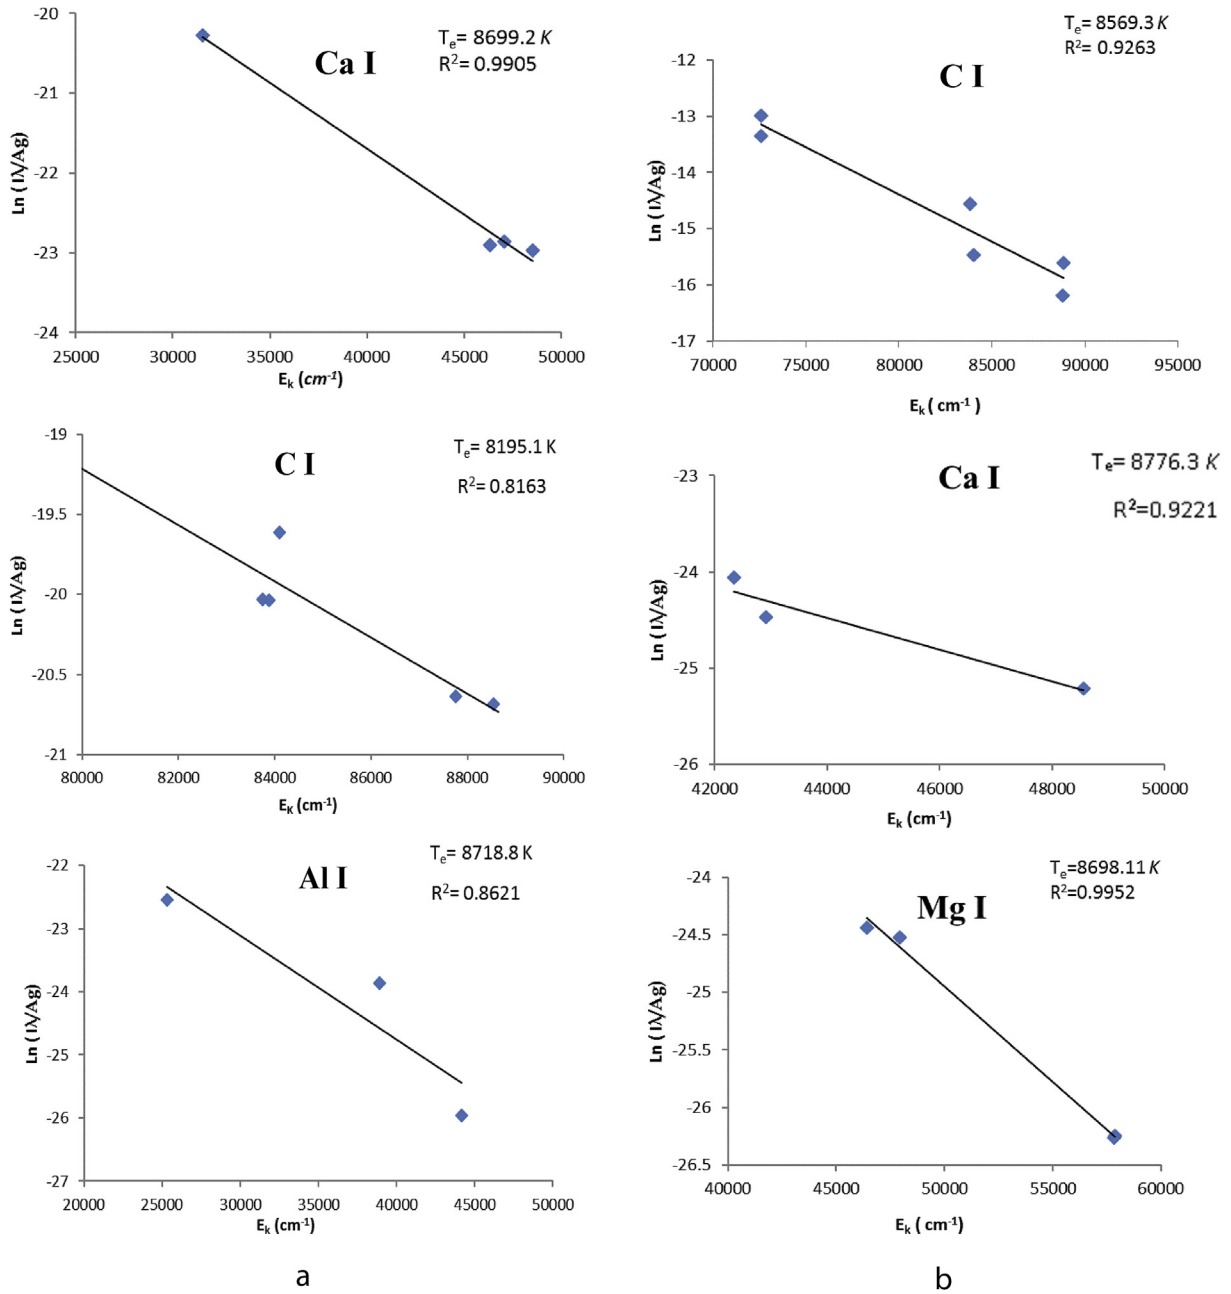 -20
-21
-22
-23
-24
Ln ( Iλ/Ag)
Ca I
Te= 8699.2 K
R²= 0.9905
25000 30000 35000 40000 45000 50000
Ek (cm-1)
-12
-13
-14
-15
-16
-17
Ln ( Iλ/Ag)
C I
Te= 8569.3 K
R²= 0.9263
70000 75000 80000 85000 90000 95000
Ek ( cm-1 )
-19
-19.5
-20
-20.5
-21
Ln ( Iλ/Ag)
C I
Te= 8195.1 K
R²= 0.8163
80000 82000 84000 86000 88000 90000
EK (cm-1)
-23
-24
-25
-26
Ln ( Iλ/Ag)
Ca I
Te= 8776.3 K
R²=0.9221
42000 44000 46000 48000 50000
Ek (cm-1)
-22
-23
-24
-25
-26
-27
Ln ( Iλ/Ag)
Al I
Te= 8718.8 K
R²= 0.8621
20000 25000 30000 35000 40000 45000 50000
Ek (cm-1)
-24
-24.5
-25
-25.5
-26
-26.5
Ln ( Iλ/Ag)
Mg I
Te=8698.11 K
R²=0.9952
40000 45000 50000 55000 60000
Ek (cm-1)
a
b